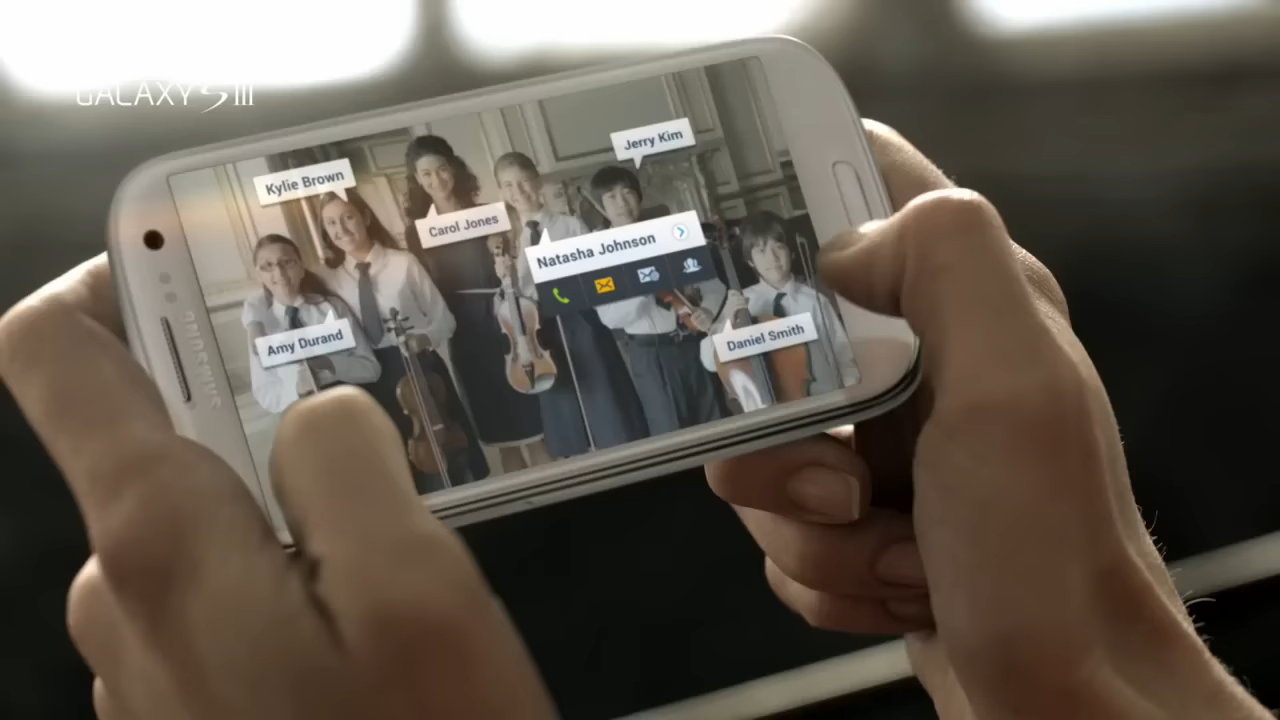 GALAXY S III
Jerry Kim
Kylie Brown
Carol Jones
Natasha Johnson
Amy Durand
Daniel Smith
SAMSUNG